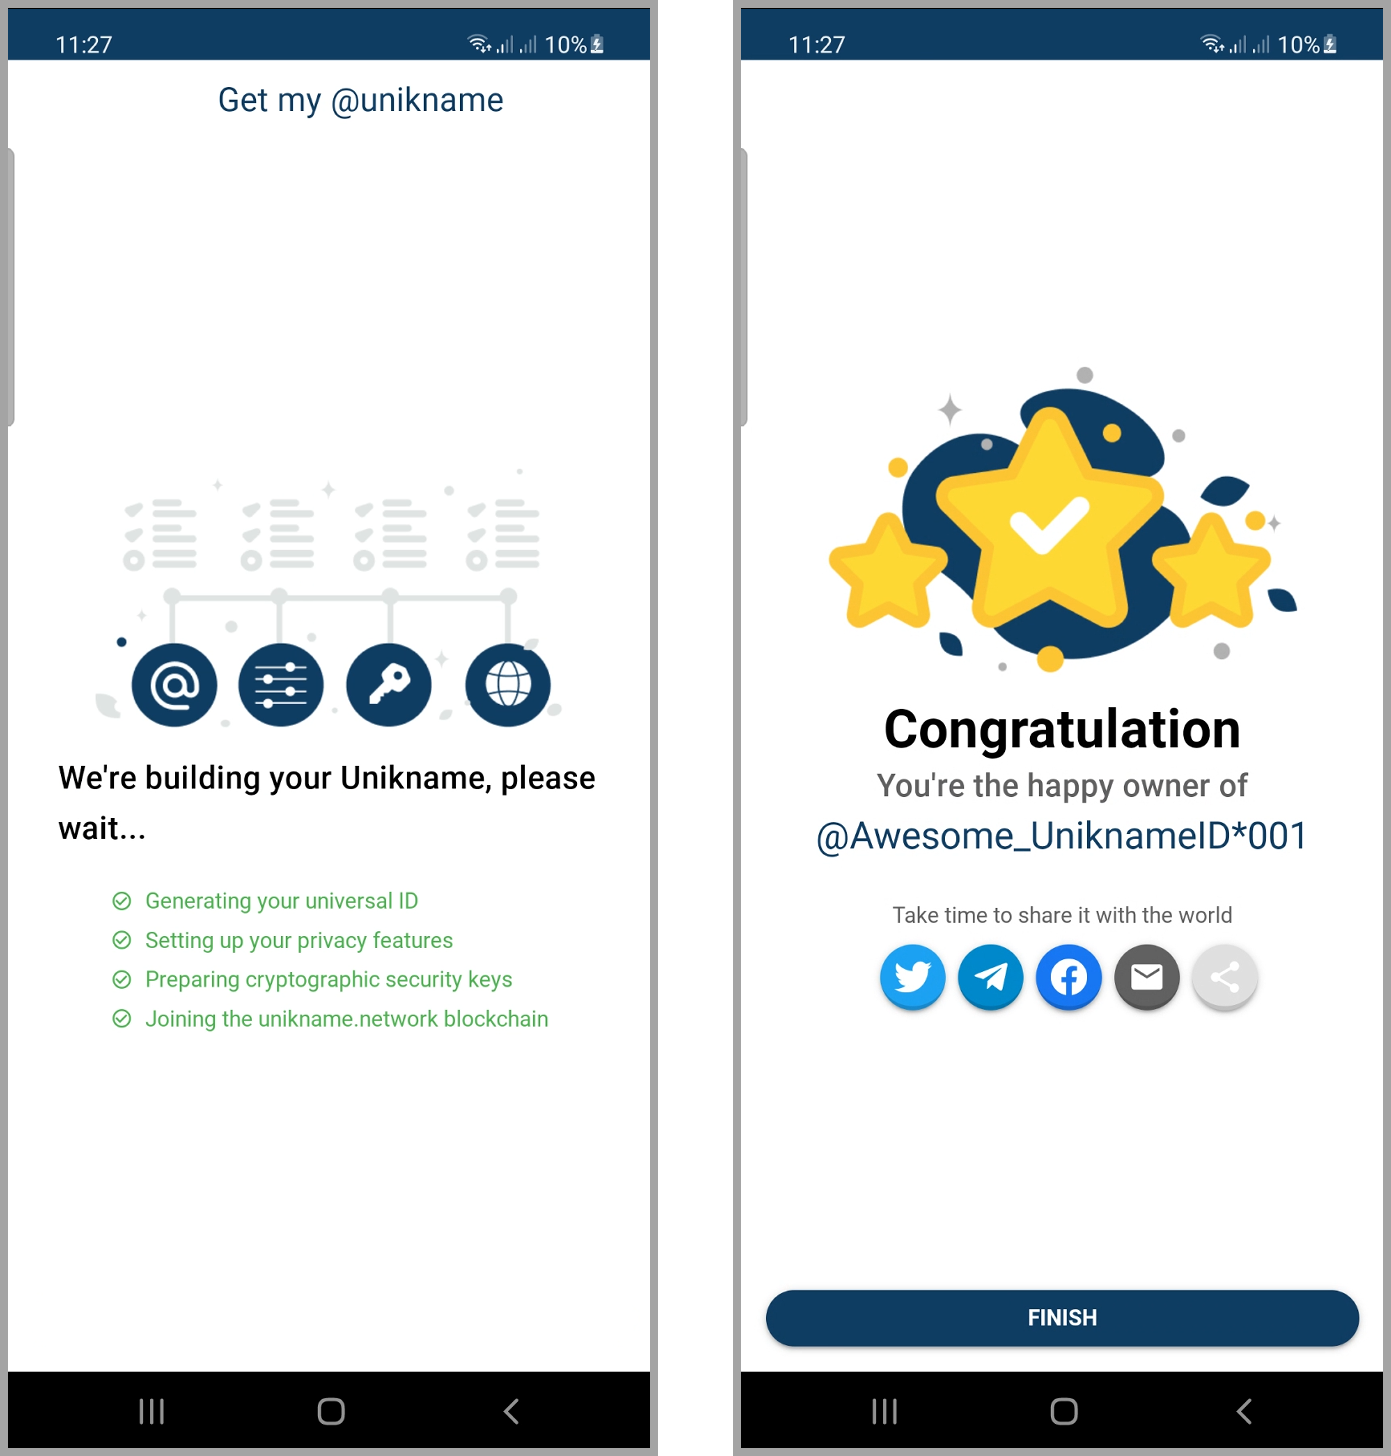 11:27
10%
Get my @unikname
We're building your Unikname, please
wait...
Generating your universal ID
Setting up your privacy features
Preparing cryptographic security keys
Joining the unikname.network blockchain
11:27
10%
Congratulation
You're the happy owner of
@Awesome_UniknameID*001
Take time to share it with the world
FINISH